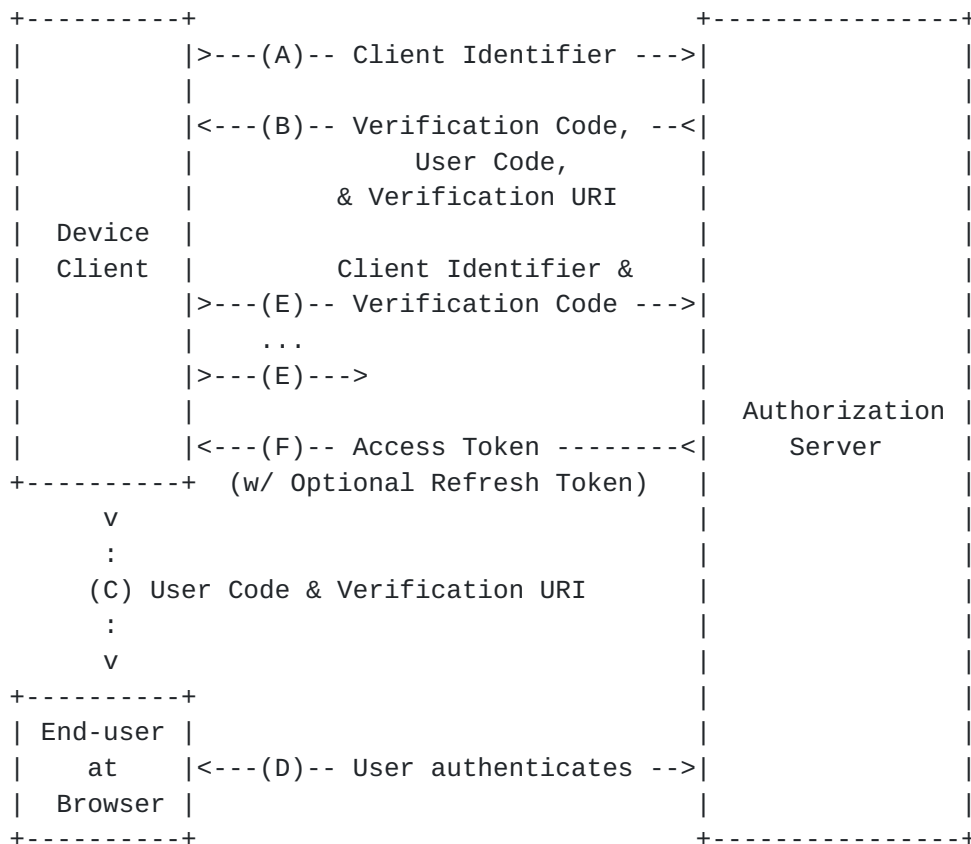 +----------+                                +----------------+
|          |>---(A)-- Client Identifier --->|                |
|          |                                |                |
|          |<---(B)-- Verification Code, --<|                |
|          |              User Code,        |                |
|          |         & Verification URI     |                |
|  Device  |                                |                |
|  Client  |         Client Identifier &    |                |
|          |>---(E)-- Verification Code --->|                |
|          |    ...                         |                |
|          |>---(E)--->                     |                |
|          |                                |  Authorization |
|          |<---(F)-- Access Token --------<|     Server     |
+----------+  (w/ Optional Refresh Token)   |                |
      v                                     |                |
      :                                     |                |
     (C) User Code & Verification URI       |                |
      :                                     |                |
      v                                     |                |
+----------+                                |                |
| End-user |                                |                |
|    at    |<---(D)-- User authenticates -->|                |
|  Browser |                                |                |
+----------+                                +----------------+